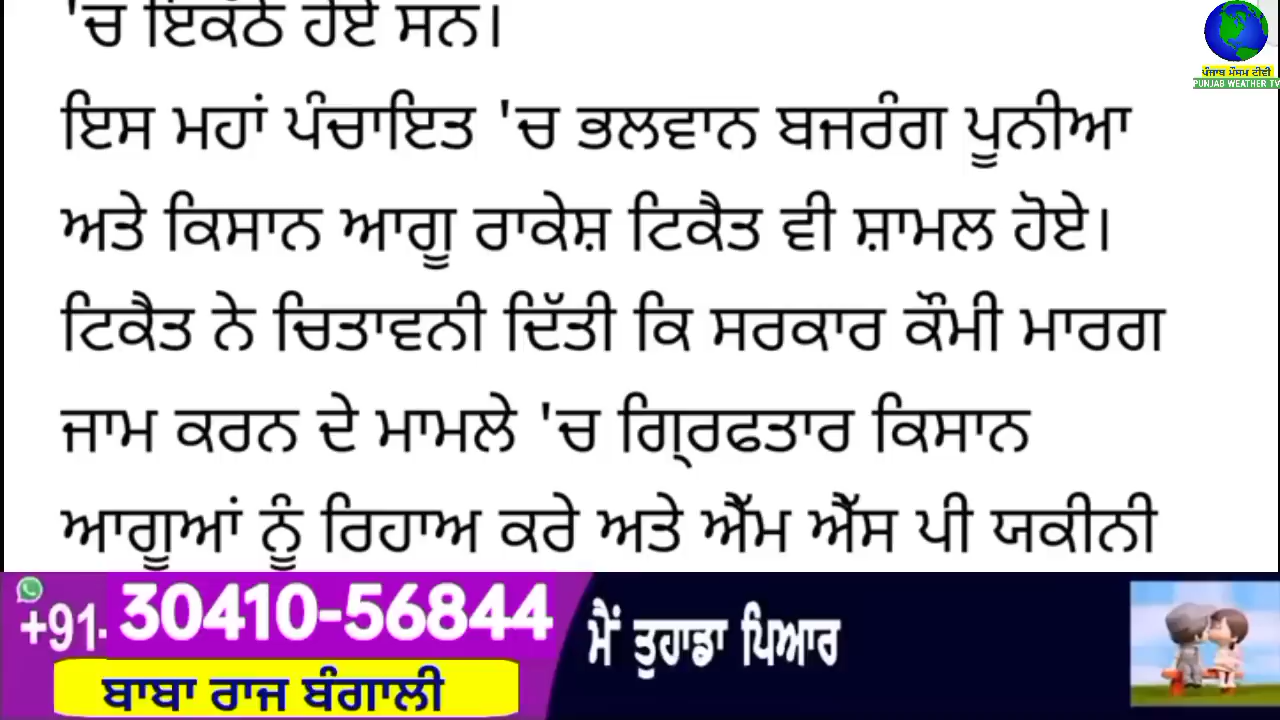 'ਚ ਇਕੱਠੇ ਹੋਏ ਸਨ।
ਪੰਜਾਬ ਮੌਸਮ ਟੀਵੀ
PUNJAB WEATHER TV
ਇਸ ਮਹਾਂ ਪੰਚਾਇਤ 'ਚ ਭਲਵਾਨ ਬਜਰੰਗ ਪੂਨੀਆ
ਅਤੇ ਕਿਸਾਨ ਆਗੂ ਰਾਕੇਸ਼ ਟਿਕੈਤ ਵੀ ਸ਼ਾਮਲ ਹੋਏ।
ਟਿਕੈਤ ਨੇ ਚਿਤਾਵਨੀ ਦਿੱਤੀ ਕਿ ਸਰਕਾਰ ਕੌਮੀ ਮਾਰਗ
ਜਾਮ ਕਰਨ ਦੇ ਮਾਮਲੇ 'ਚ ਗ੍ਰਿਫਤਾਰ ਕਿਸਾਨ
ਆਗੂਆਂ ਨੂੰ ਰਿਹਾਅ ਕਰੇ ਅਤੇ ਐੱਮ ਐੱਸ ਪੀ ਯਕੀਨੀ
+91- 30410-56844
ਬਾਬਾ ਰਾਜ ਬੰਗਾਲੀ
ਮੈਂ ਤੁਹਾਡਾ ਪਿਆਰ